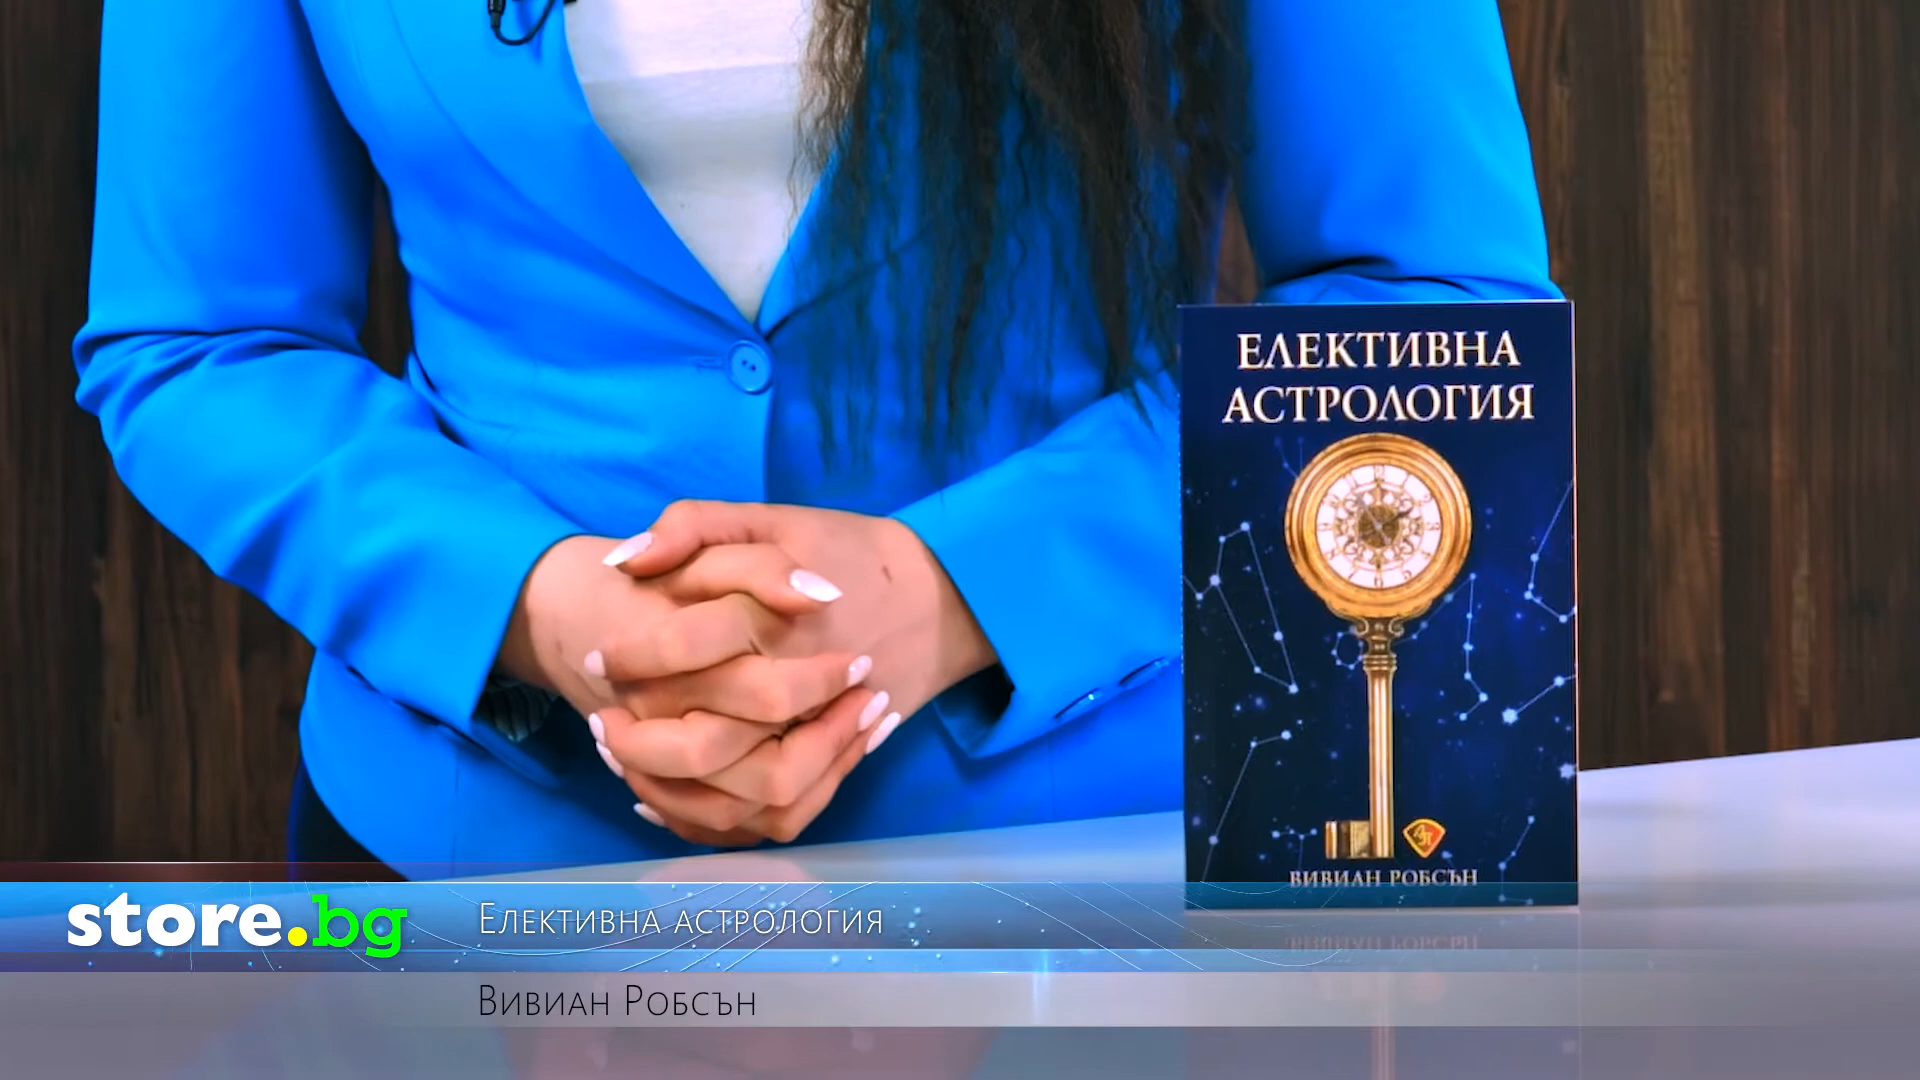 ЕЛЕКТИВНА
АСТРОЛОГИЯ
ВИВИАН РОБСЪН
store.bg
Елективна астрология
Вивиан Робсън